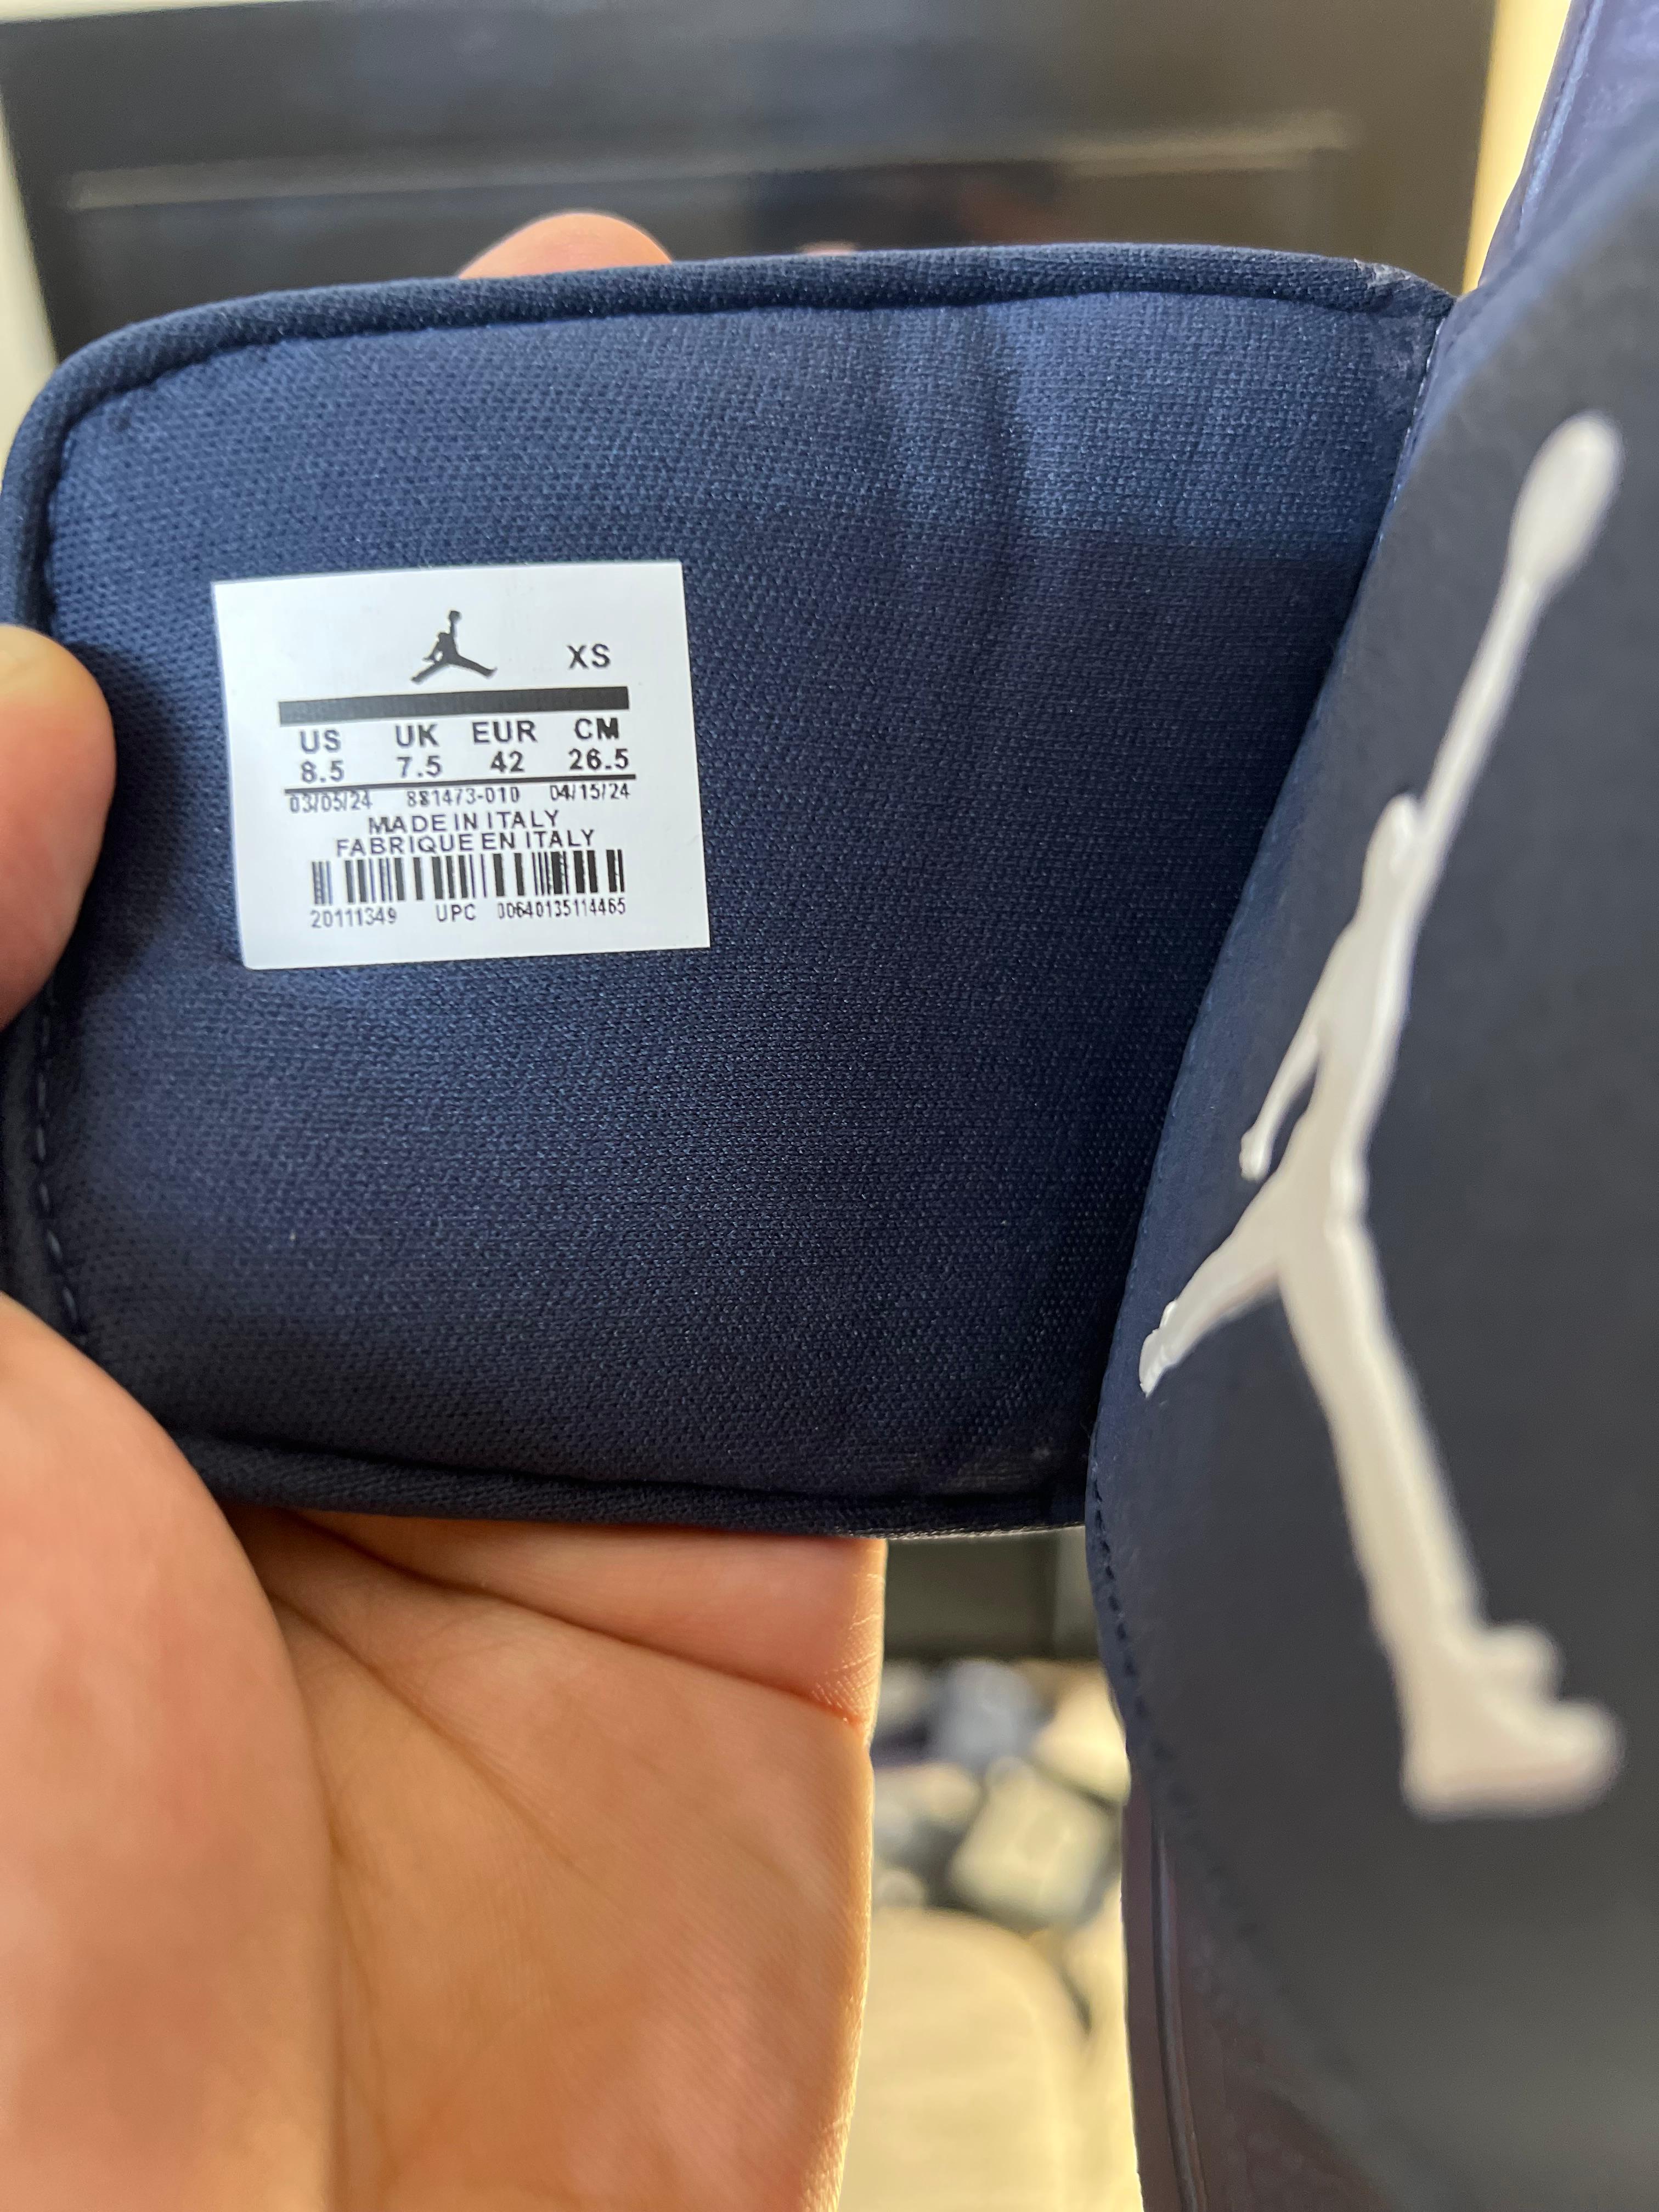 XS
US UK EUR CM
8.5 7.5 42 26.5
03/05/24 881473-010 04/15/24
MADE IN ITALY
FABRIQUE EN ITALY
20111349 UPC 00640135114465